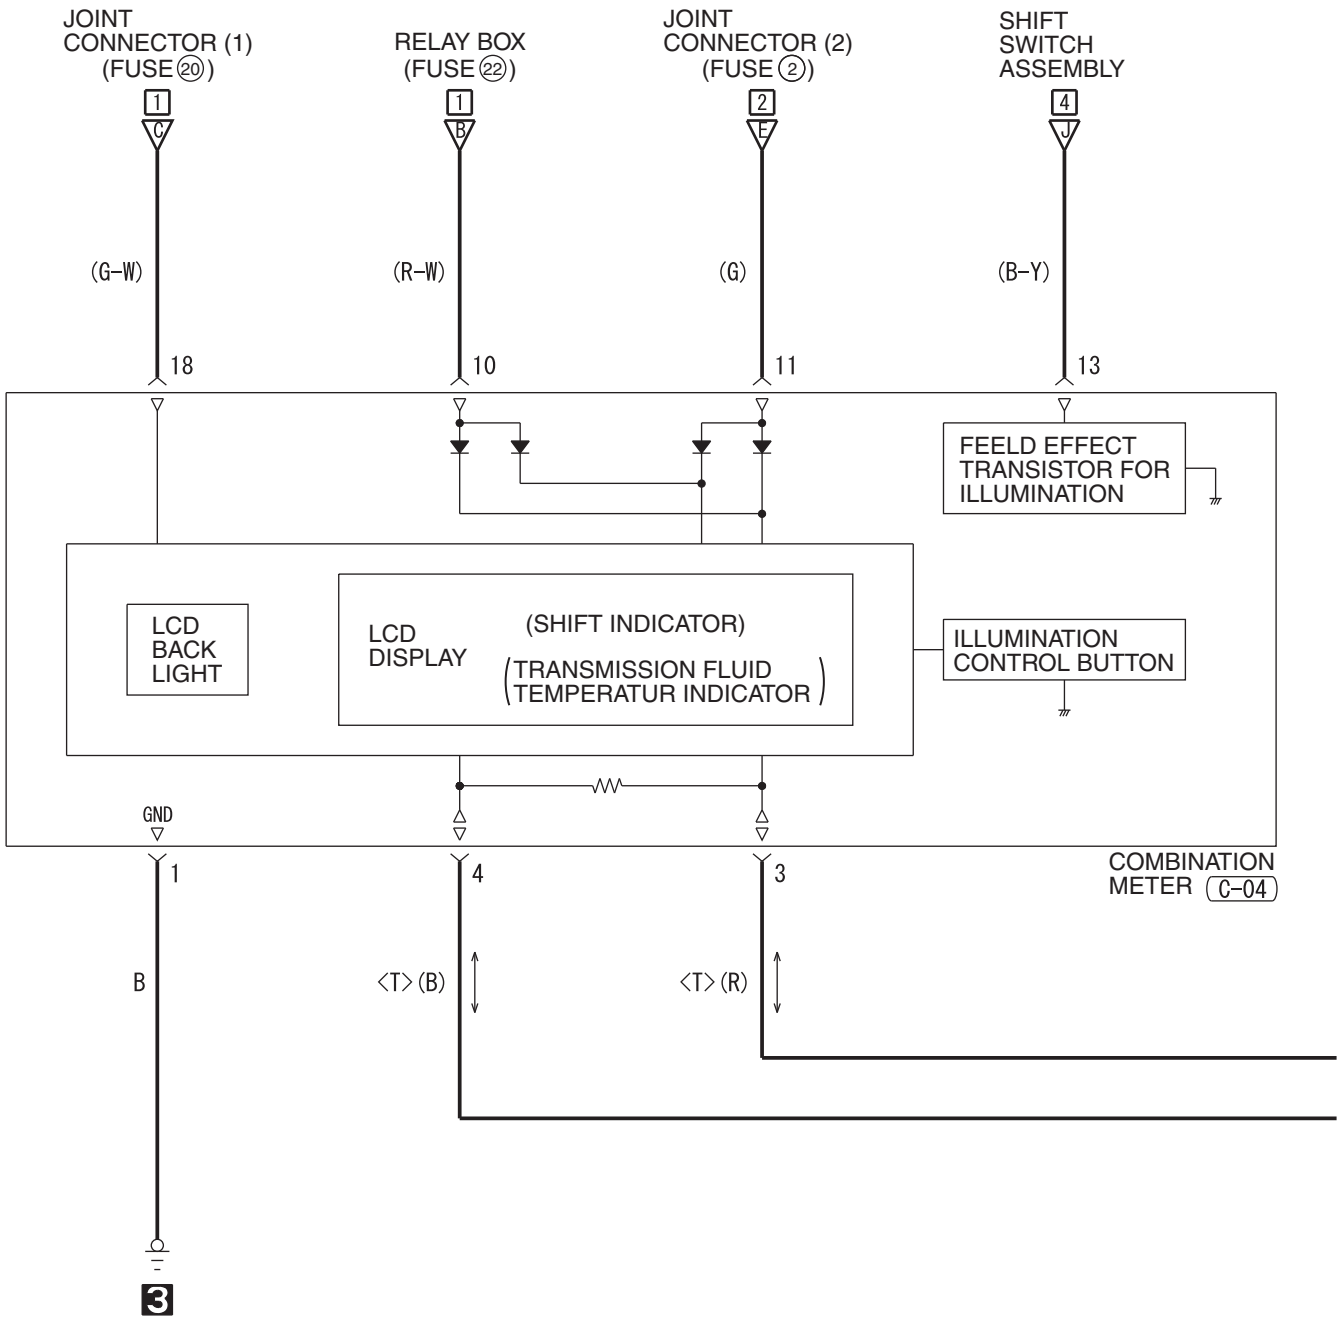 JOINT
CONNECTOR (1)
(FUSE 20)
RELAY BOX
(FUSE 22)
JOINT
CONNECTOR (2)
(FUSE 2)
SHIFT
SWITCH
ASSEMBLY
1
1
2
4
C
B
E
J
(G-W)
(R-W)
(G)
(B-Y)
18
10
11
13
FEELD EFFECT
TRANSISTOR FOR
ILLUMINATION
LCD
BACK
LIGHT
LCD
DISPLAY
(SHIFT INDICATOR)
(TRANSMISSION FLUID
TEMPERATUR INDICATOR)
ILLUMINATION
CONTROL BUTTON
GND
1
4
3
COMBINATION
METER C-04
B
<T>(B)
<T>(R)
3